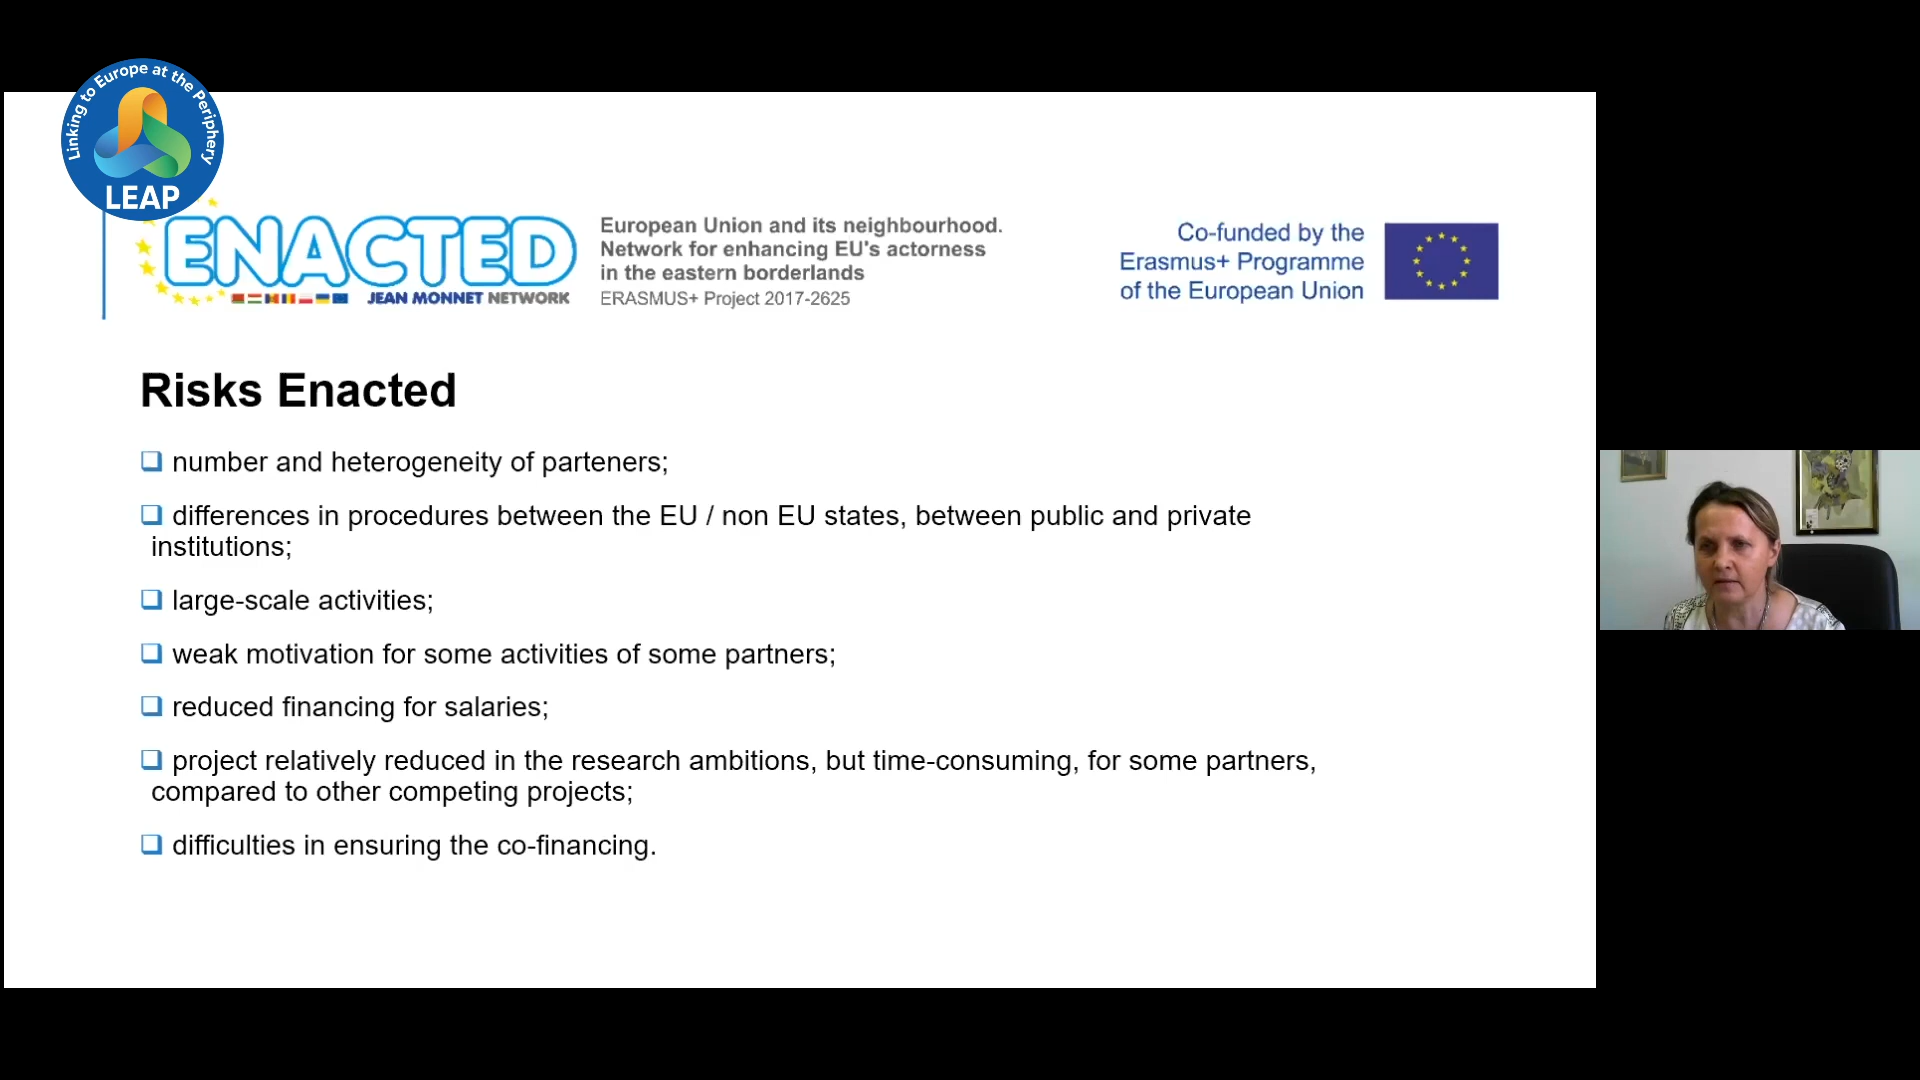 Linking to Europe at the Periphery
LEAP
ENACTED
JEAN MONNET NETWORK
European Union and its neighbourhood.
Network for enhancing EU's actorness
in the eastern borderlands
ERASMUS+ Project 2017-2625
Co-funded by the
Erasmus+ Programme
of the European Union
Risks Enacted
number and heterogeneity of parteners;
differences in procedures between the EU / non EU states, between public and private
institutions;
large-scale activities;
weak motivation for some activities of some partners;
reduced financing for salaries;
project relatively reduced in the research ambitions, but time-consuming, for some partners,
compared to other competing projects;
difficulties in ensuring the co-financing.